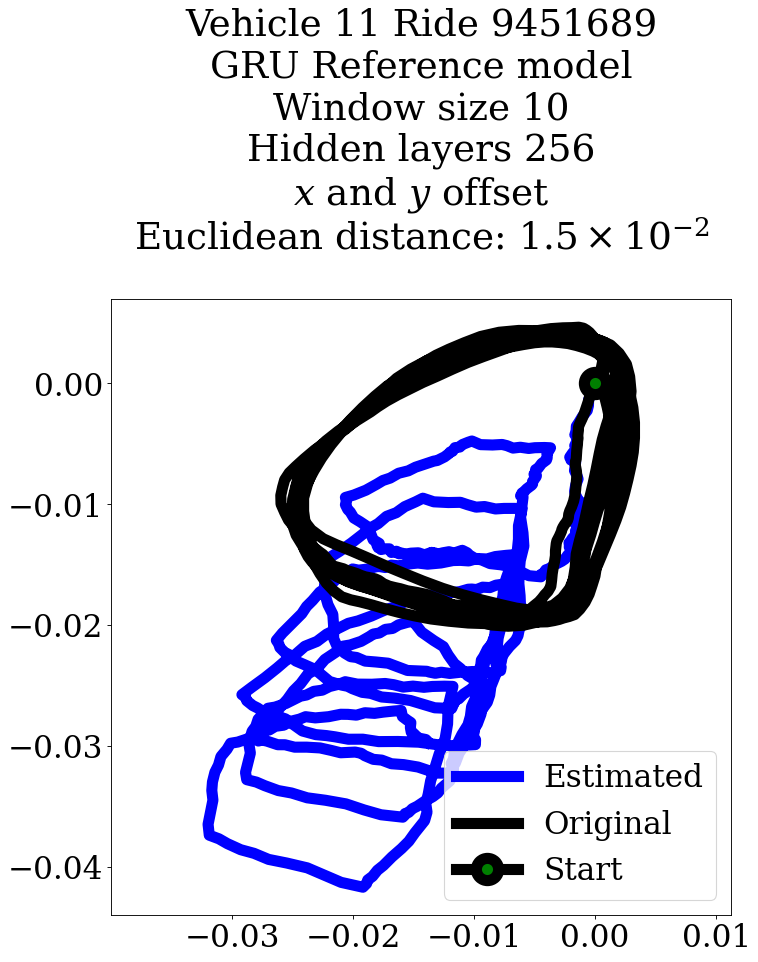 Vehicle 11 Ride 9451689
GRU Reference model
Window size 10
Hidden layers 256
x and y offset
Euclidean distance: 1.5 × 10⁻²
0.00
−0.01
−0.02
−0.03
−0.04
Estimated
Original
Start
−0.03 −0.02 −0.01 0.00 0.01